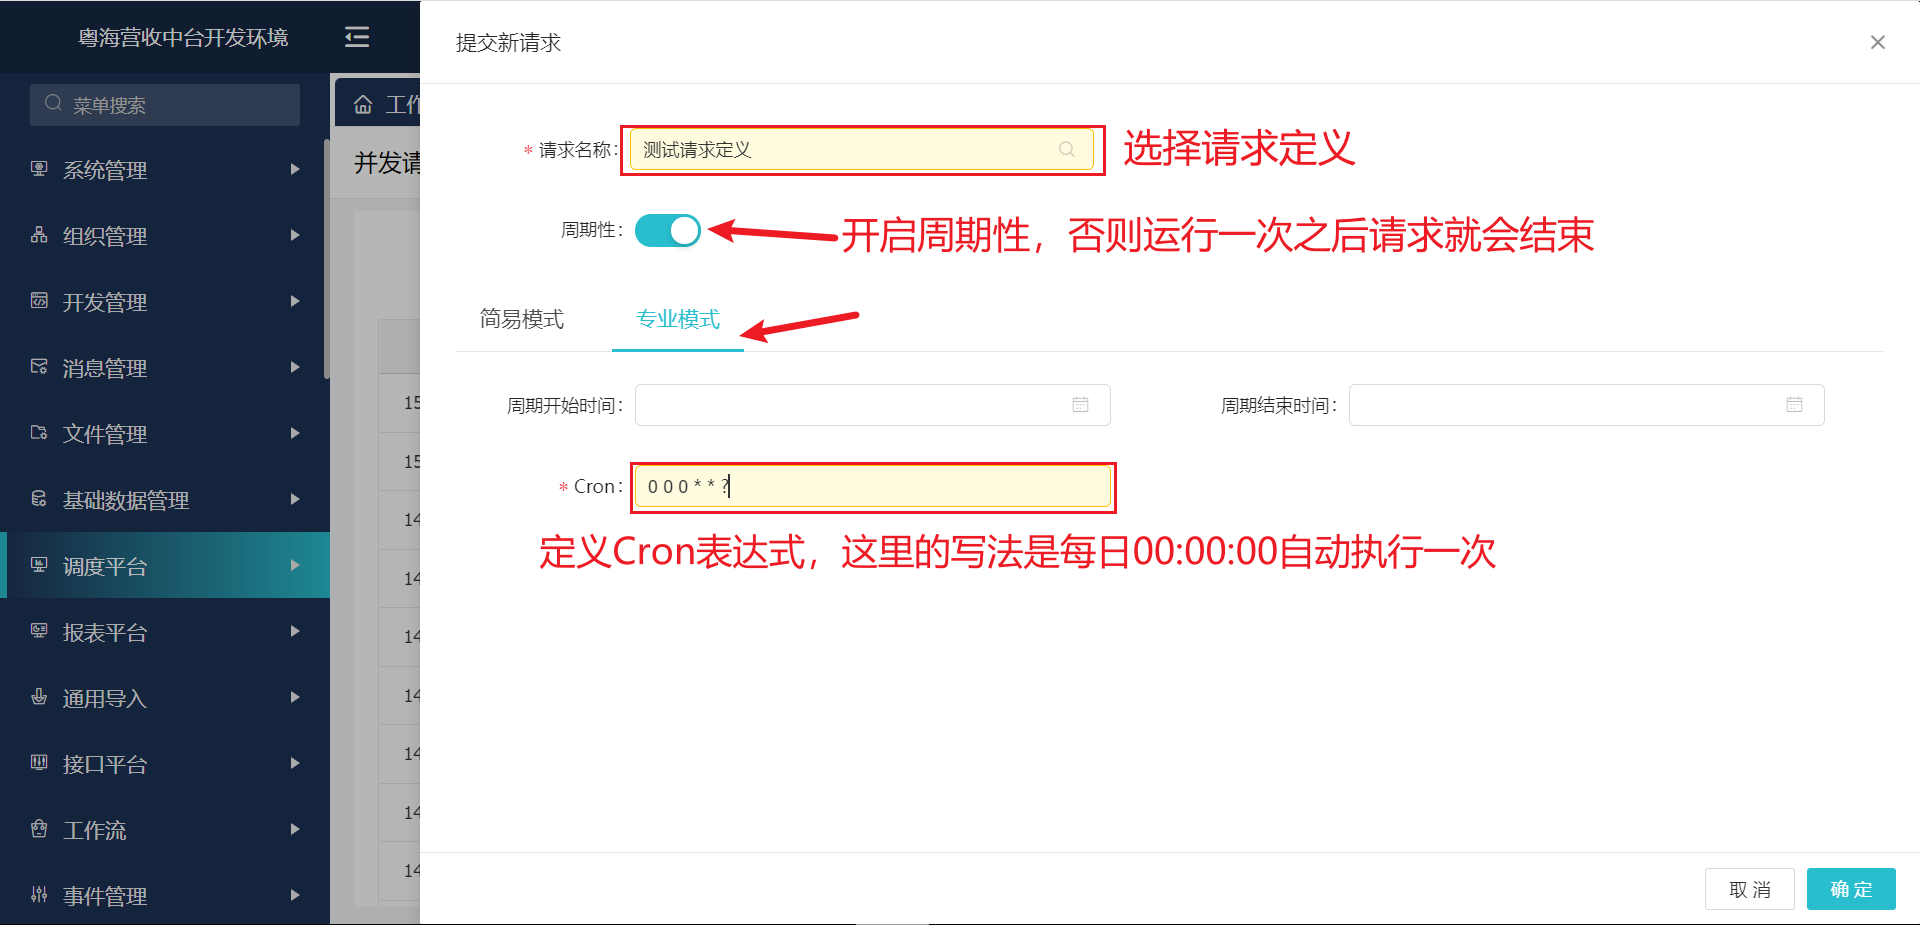 粤海营收中台开发环境
菜单搜索
系统管理
组织管理
开发管理
消息管理
文件管理
基础数据管理
调度平台
报表平台
通用导入
接口平台
工作流
事件管理
工作
并发请
15
15
14
14
14
14
14
14
14
提交新请求
* 请求名称: 测试请求定义
选择请求定义
周期性:
开启周期性，否则运行一次之后请求就会结束
简易模式 专业模式
周期开始时间: 周期结束时间:
* Cron: 0 0 0 * * ?
定义Cron表达式，这里的写法是每日00:00:00自动执行一次
取 消 确 定